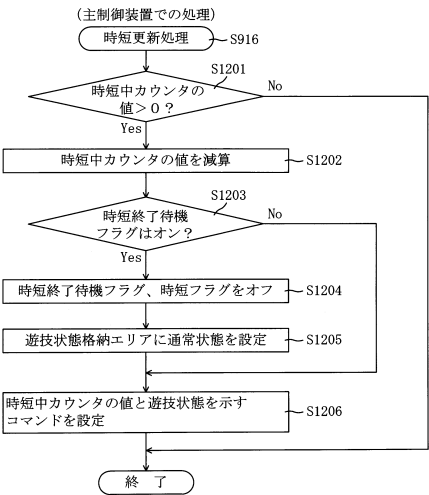 (主制御装置での処理)
時短更新処理
S916
S1201
時短中カウンタの
値＞０？
No
Yes
時短中カウンタの値を減算
S1202
S1203
時短終了待機
フラグはオン？
No
Yes
時短終了待機フラグ、時短フラグをオフ
S1204
遊技状態格納エリアに通常状態を設定
S1205
時短中カウンタの値と遊技状態を示す
コマンドを設定
S1206
終 了